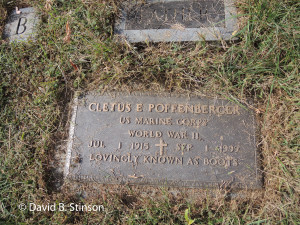 B
CLETUS E POFFENBERGER
US MARINE CORPS
WORLD WAR II
JUL 1 1915 ✝ SEP 1
LOVINGLY KNOWN AS BOOTS
© David B. Stinson